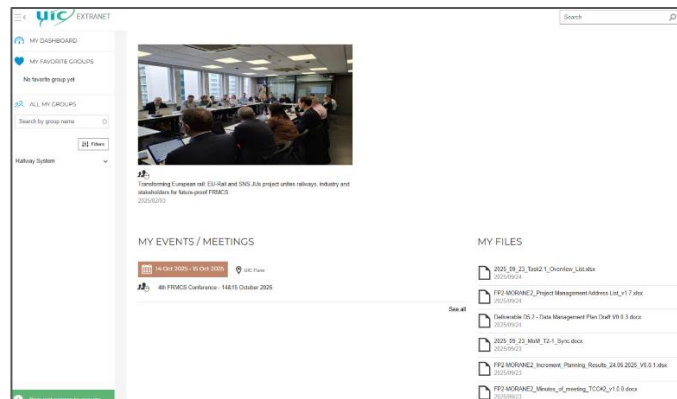 uic EXTRANET
Search
MY DASHBOARD
MY FAVORITE GROUPS
No favorite group yet
ALL MY GROUPS
Search by group name
Filters
Railway System
Transforming European rail: EU-Rail and SNS JUs project unites railways, industry and
stakeholders for future-proof FRMCS
2025/02/03
MY EVENTS / MEETINGS
14 Oct 2025 - 15 Oct 2025
UIC Paris
4th FRMCS Conference - 14&15 October 2025
See all
MY FILES
2025_09_23_Task2.1_Overview_List.xlsx
2025/09/24
FP2-MORANE2_Project Management Address List_v1.7.xlsx
2025/09/24
Deliverable D5.2 - Data Management Plan Draft V0.0.3.docx
2025/09/24
2025_09_23_MoM_T2-1_Sync.docx
2025/09/23
FP2-MORANE2_Increment_Planning_Results_24.06.2025_V0.0.1.xlsx
2025/09/23
FP2-MORANE2_Minutes_of_meeting_TCC#2_v1.0.0.docx
2025/09/23